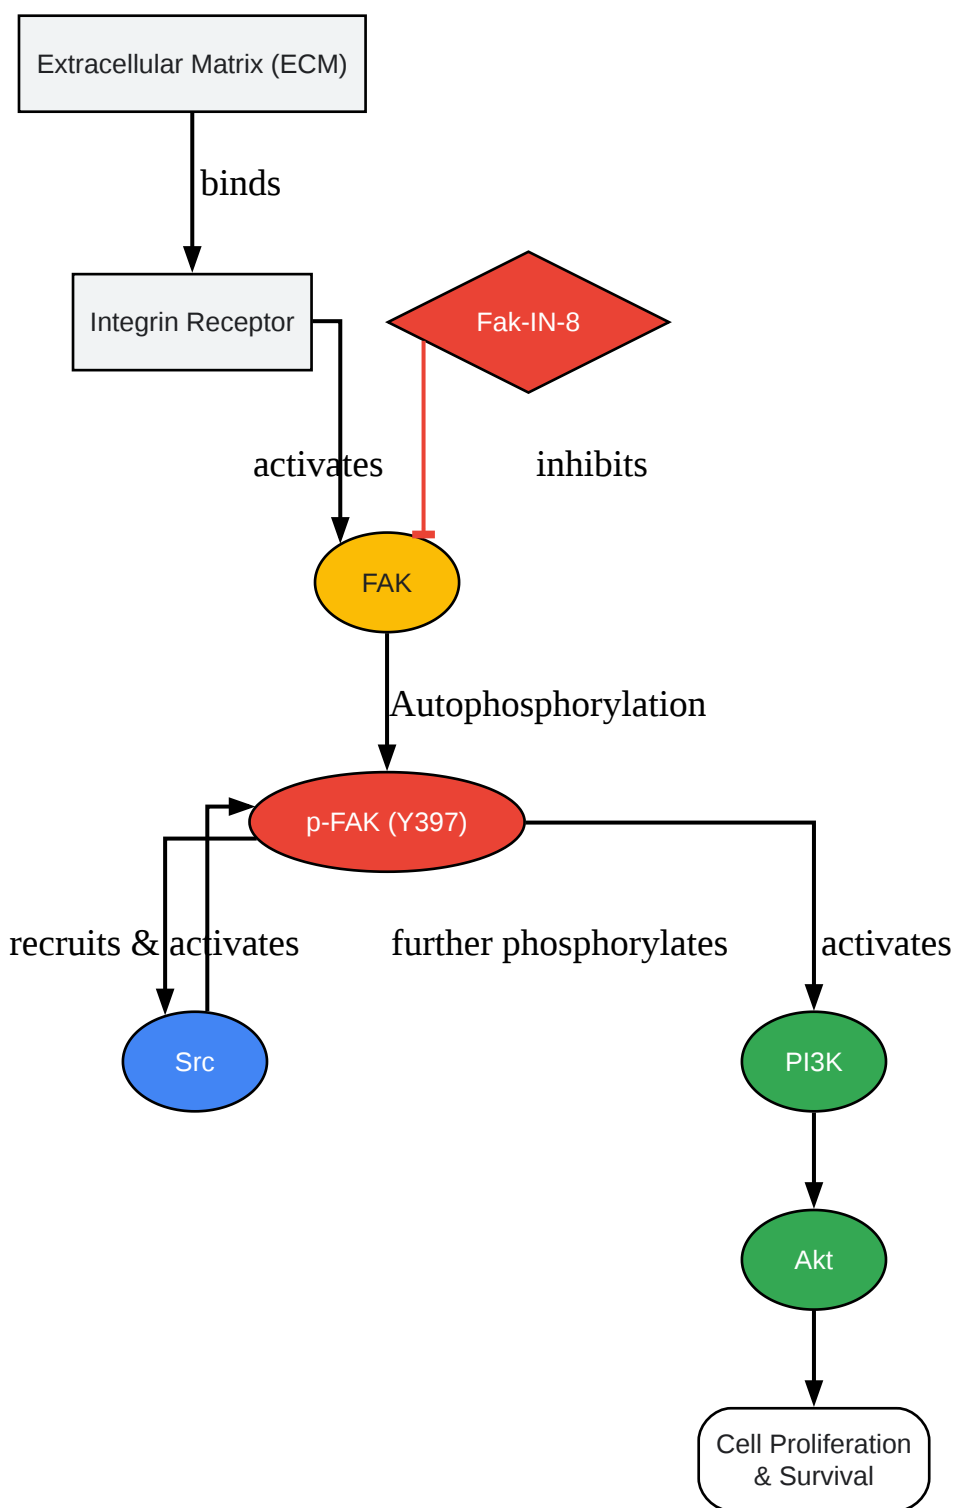 Extracellular Matrix (ECM)
binds
Integrin Receptor
Fak-IN-8
activates
inhibits
FAK
Autophosphorylation
p-FAK (Y397)
recruits & activates
further phosphorylates
activates
Src
PI3K
Akt
Cell Proliferation
& Survival